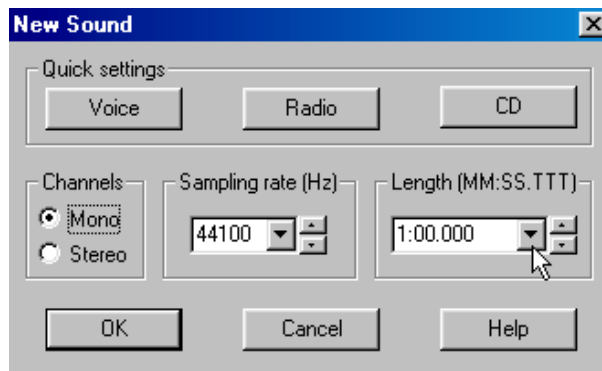 New Sound
Quick settings
Voice Radio CD
Channels Sampling rate (Hz) Length (MM:SS.TTT)
Mono 44100 1:00.000
Stereo
OK Cancel Help